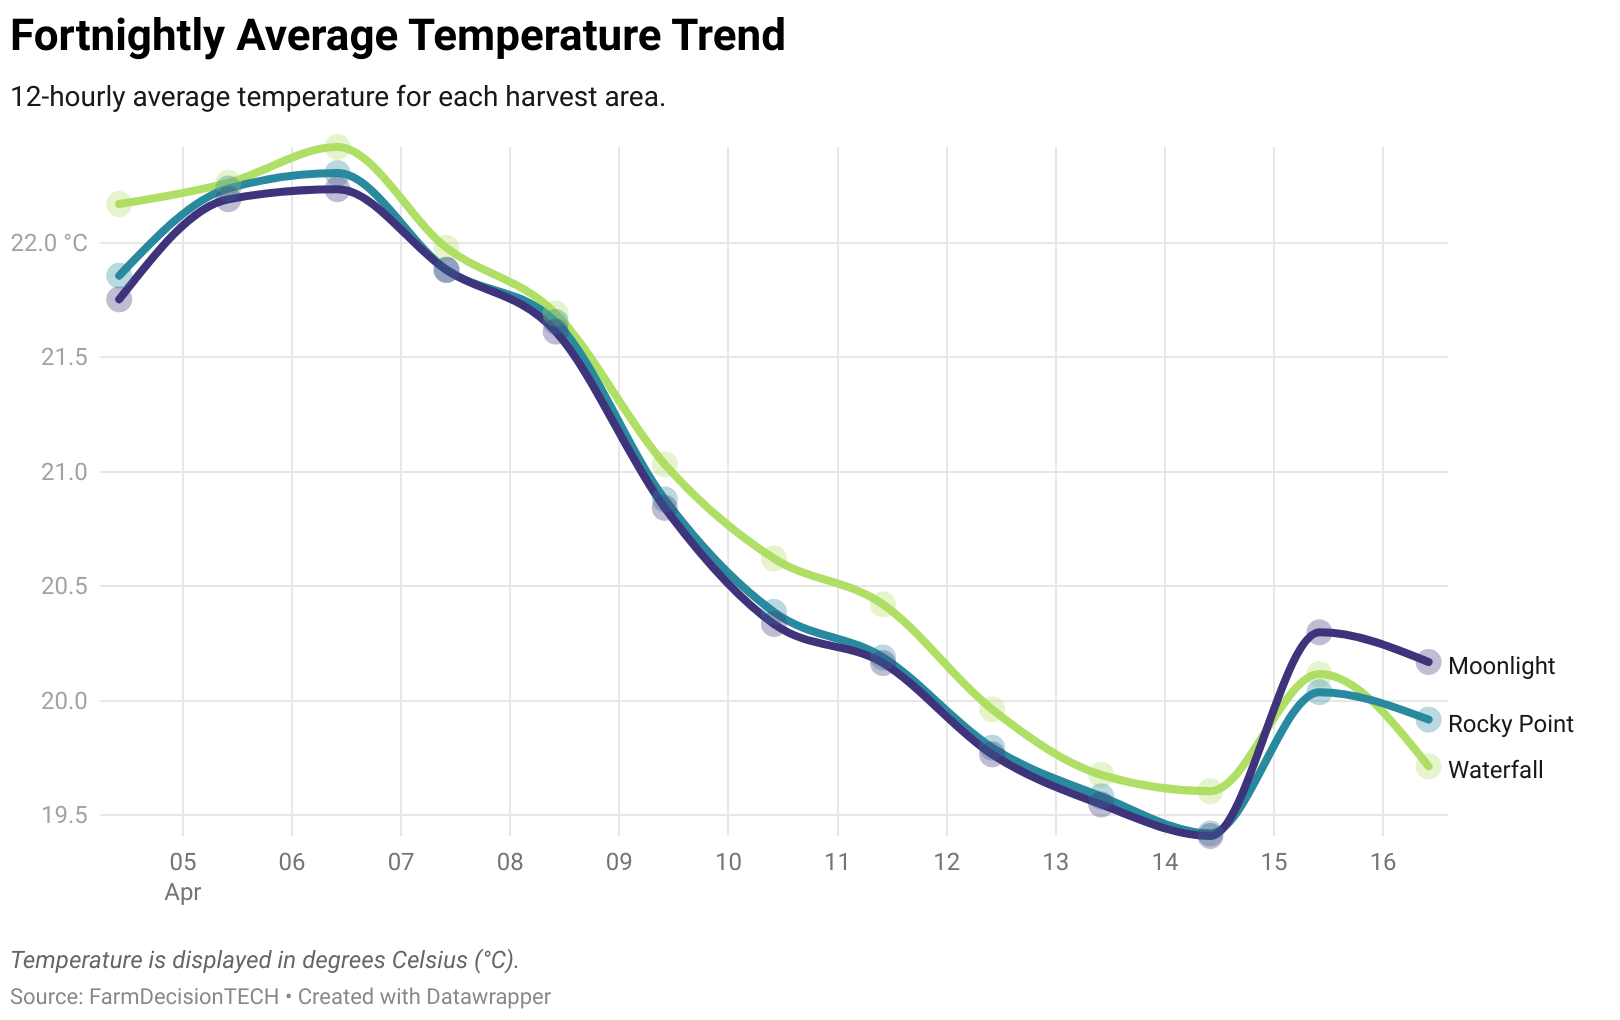 Fortnightly Average Temperature Trend
12-hourly average temperature for each harvest area.
22.0 °C
21.5
21.0
20.5
20.0
19.5
Moonlight
Rocky Point
Waterfall
05 06 07 08 09 10 11 12 13 14 15 16
Apr
Temperature is displayed in degrees Celsius (°C).
Source: FarmDecisionTECH • Created with Datawrapper